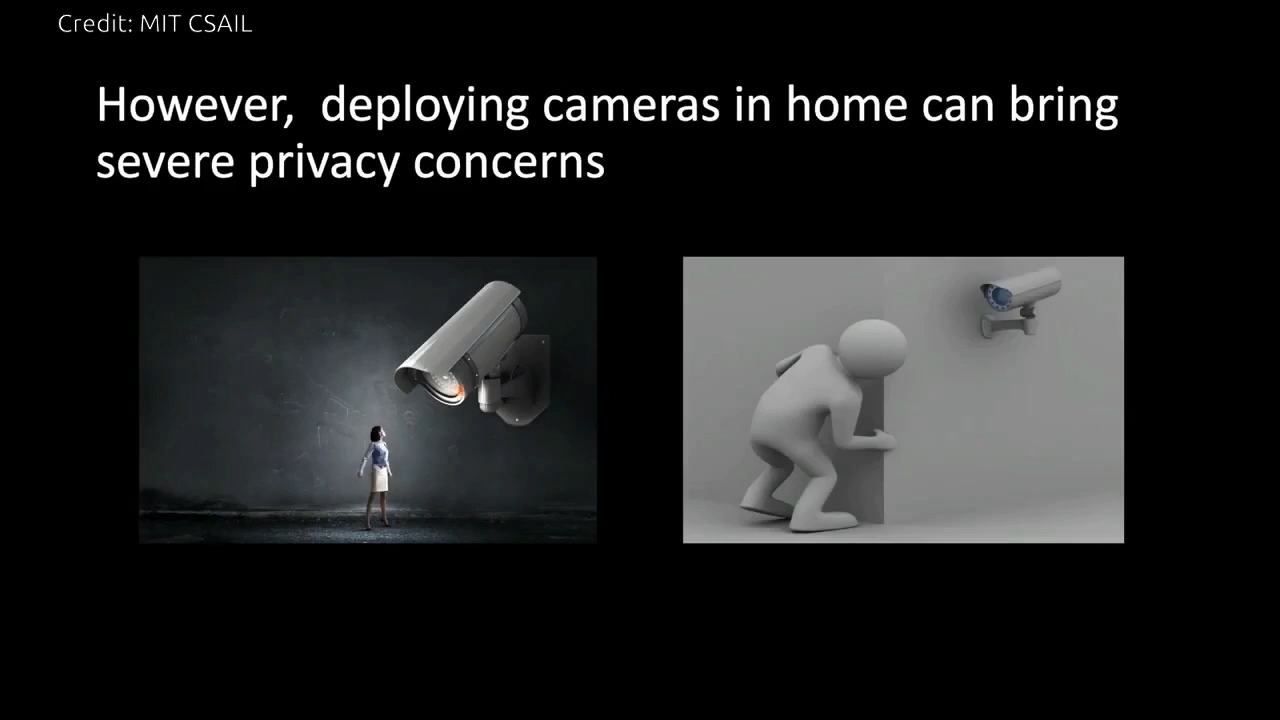 Credit: MIT CSAIL
However, deploying cameras in home can bring
severe privacy concerns